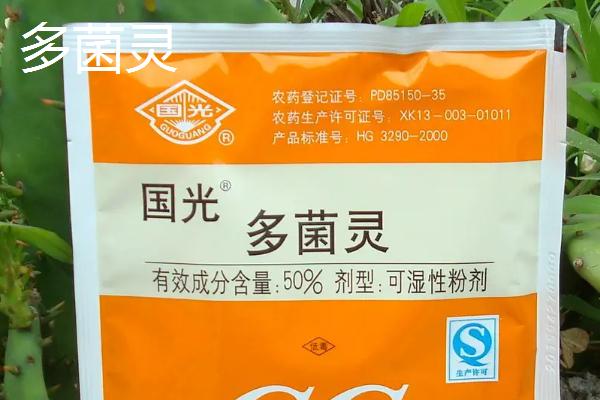 多菌灵
国光
GUOGUANG
®
农药登记证号: PD85150-35
农药生产许可证号: XK13-003-01011
产品标准号: HG 3290-2000
国光®
多菌灵
有效成分含量:50% 剂型:可湿性粉剂
低毒
生产许可